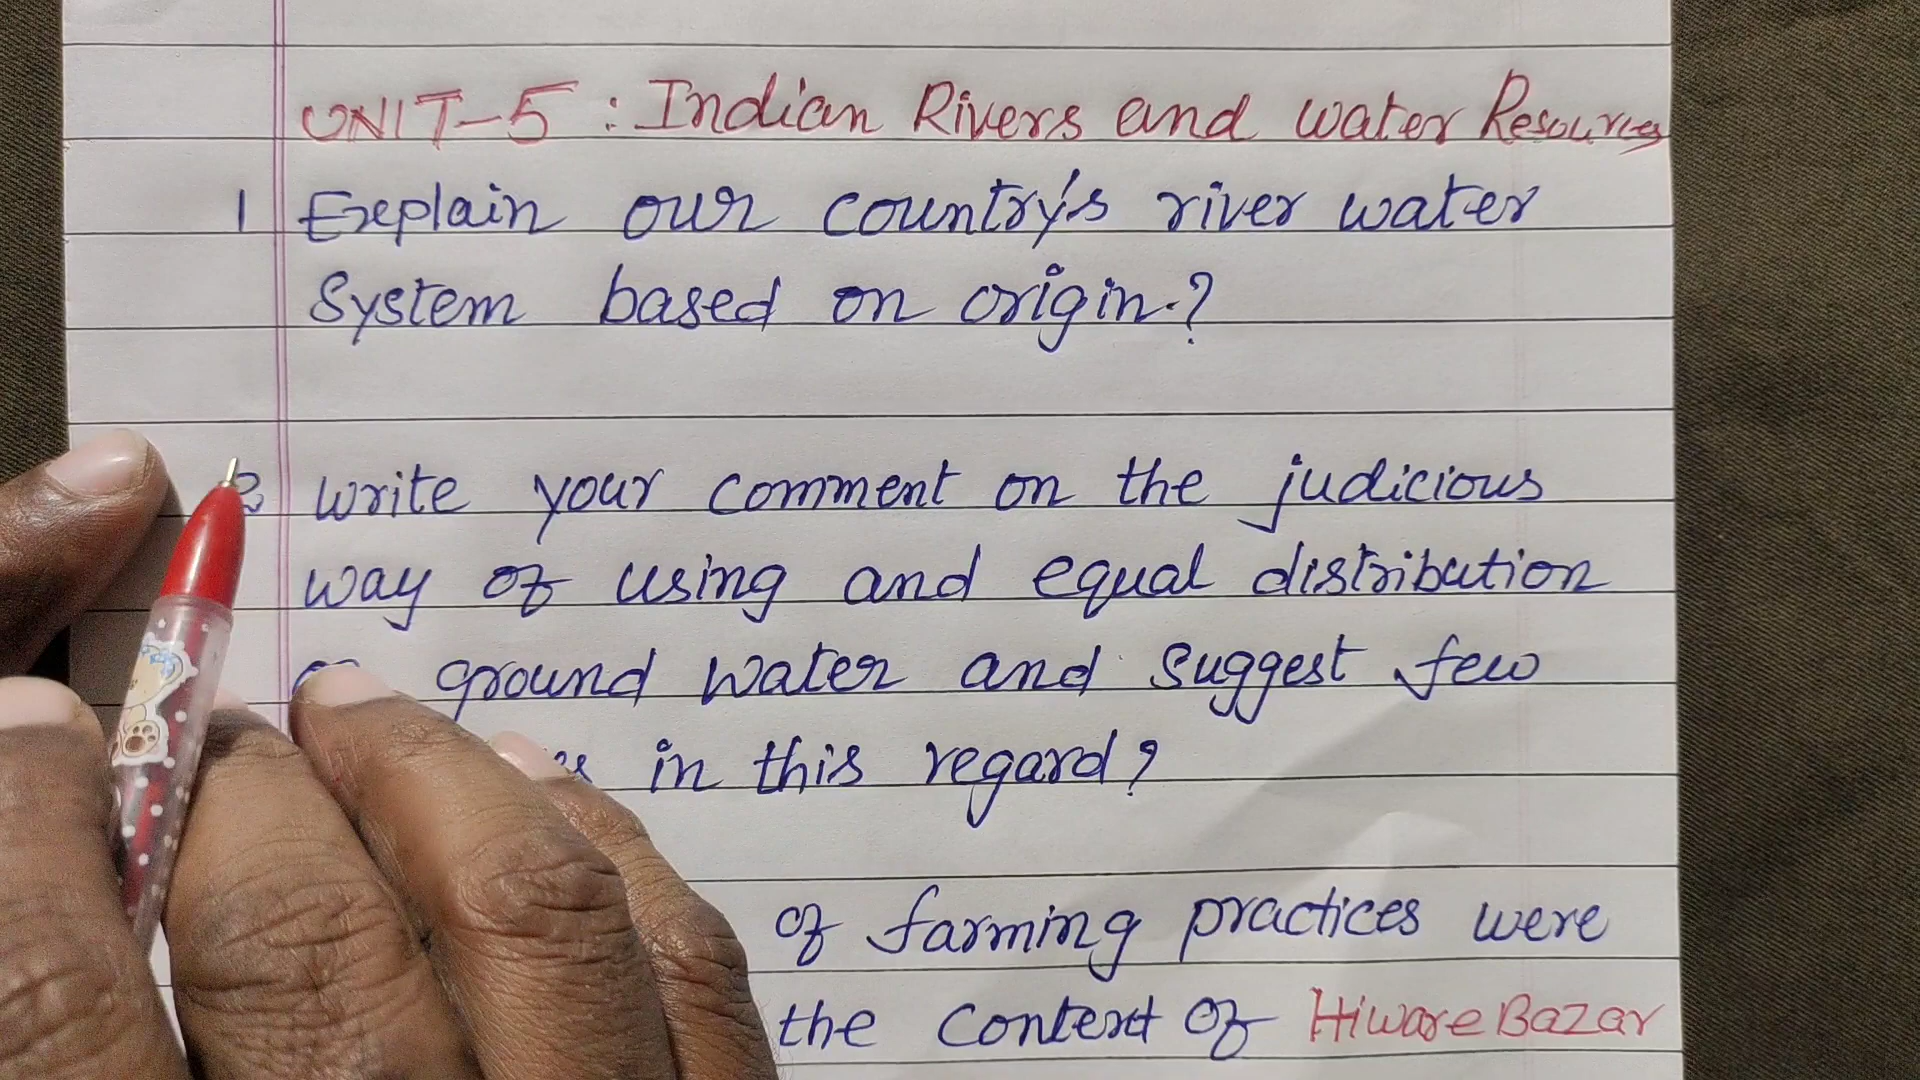 UNIT-5: Indian Rivers and water Resources
1 Explain our country's river water
System based on origin.?
2 write your comment on the judicious
way of using and equal distribution
ground water and suggest few
in this regard?
of farming practices were
the context of Hiware Bazar